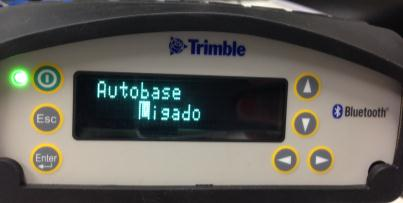 Trimble
Autobase
Ligado
Esc
Bluetooth
Enter